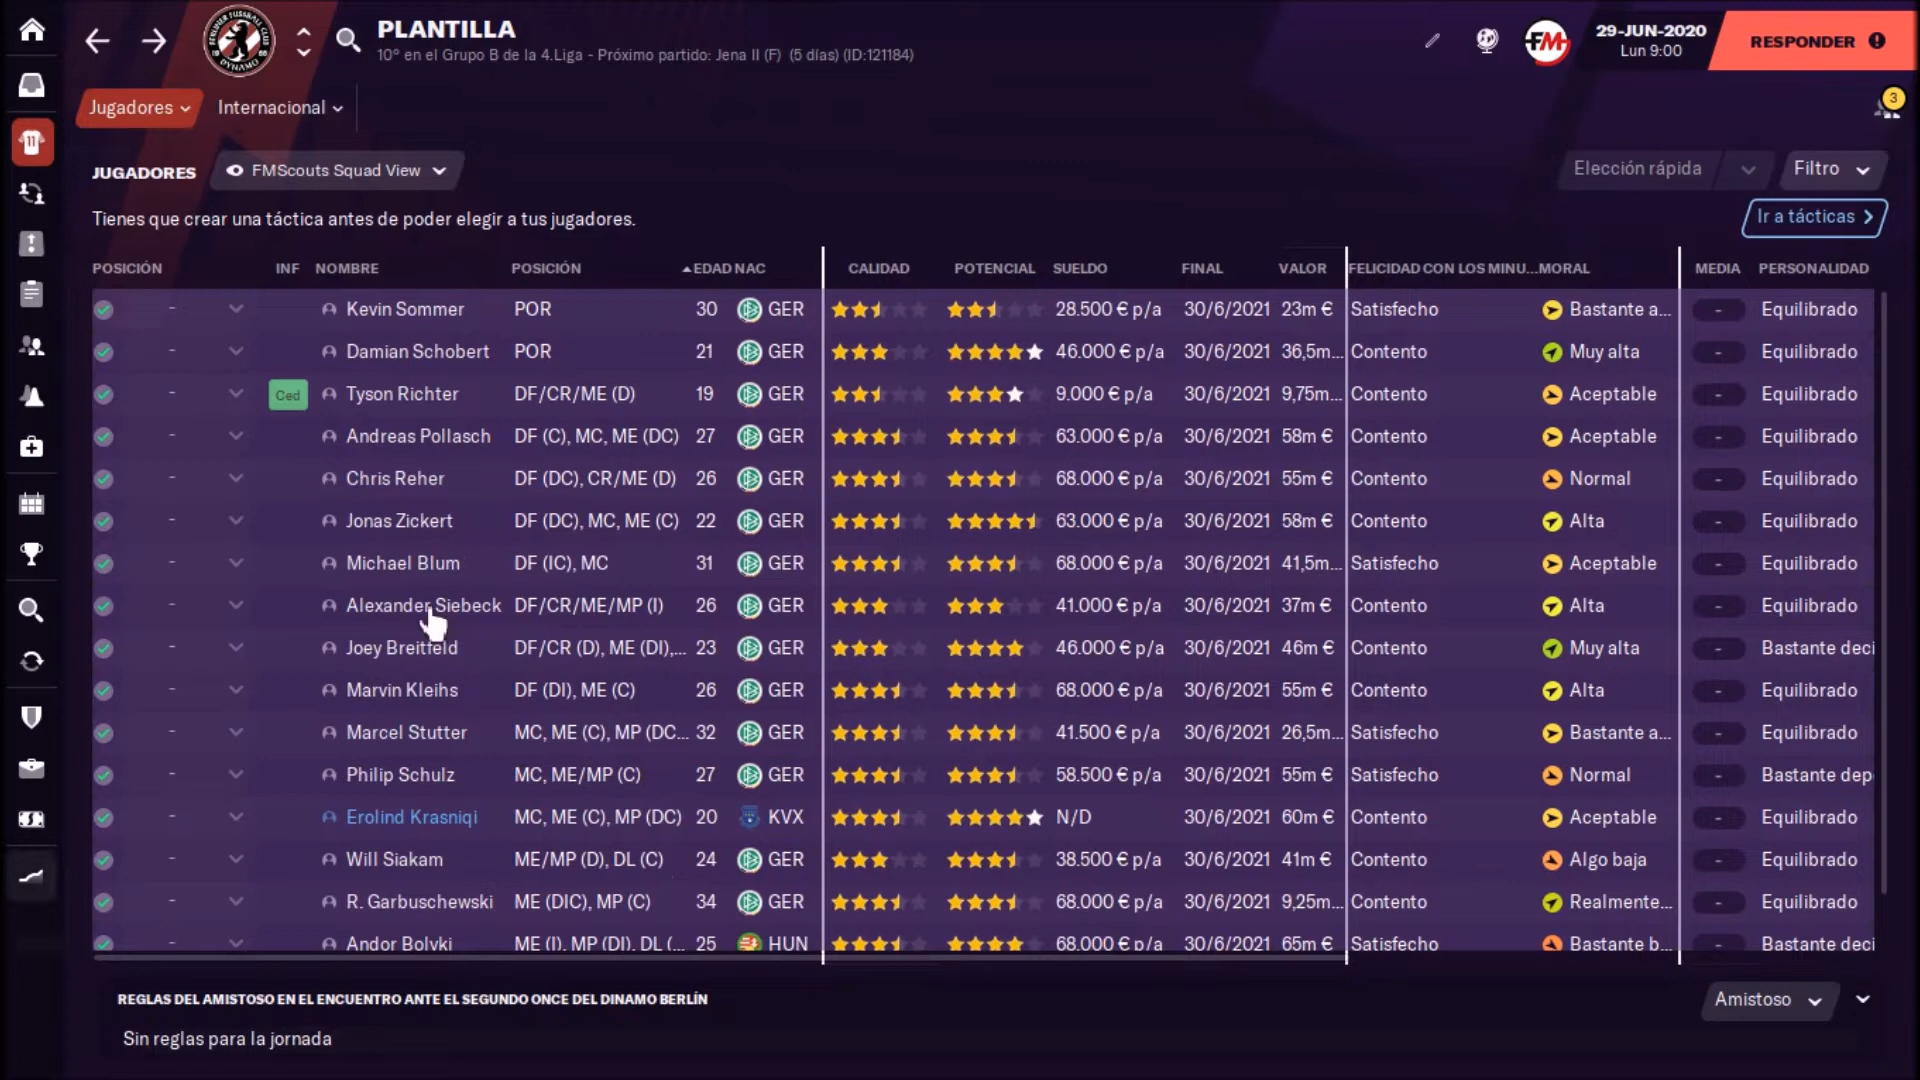 PLANTILLA
10º en el Grupo B de la 4.Liga - Próximo partido: Jena II (F) (5 días) (ID:121184)
FM
29-JUN-2020
Lun 9:00
RESPONDER
Jugadores
Internacional
3
JUGADORES
FMScouts Squad View
Elección rápida
Filtro
Tienes que crear una táctica antes de poder elegir a tus jugadores.
Ir a tácticas
POSICIÓN INF NOMBRE POSICIÓN EDAD NAC CALIDAD POTENCIAL SUELDO FINAL VALOR FELICIDAD CON LOS MINU... MORAL MEDIA PERSONALIDAD
- Kevin Sommer POR 30 GER 28.500 € p/a 30/6/2021 23m € Satisfecho Bastante a... - Equilibrado
- Damian Schobert POR 21 GER 46.000 € p/a 30/6/2021 36,5m... Contento Muy alta - Equilibrado
- Ced Tyson Richter DF/CR/ME (D) 19 GER 9.000 € p/a 30/6/2021 9,75m... Contento Aceptable - Equilibrado
- Andreas Pollasch DF (C), MC, ME (DC) 27 GER 63.000 € p/a 30/6/2021 58m € Contento Aceptable - Equilibrado
- Chris Reher DF (DC), CR/ME (D) 26 GER 68.000 € p/a 30/6/2021 55m € Contento Normal - Equilibrado
- Jonas Zickert DF (DC), MC, ME (C) 22 GER 63.000 € p/a 30/6/2021 58m € Contento Alta - Equilibrado
- Michael Blum DF (IC), MC 31 GER 68.000 € p/a 30/6/2021 41,5m... Satisfecho Aceptable - Equilibrado
- Alexander Siebeck DF/CR/ME/MP (I) 26 GER 41.000 € p/a 30/6/2021 37m € Contento Alta - Equilibrado
- Joey Breitfeld DF/CR (D), ME (DI),... 23 GER 46.000 € p/a 30/6/2021 46m € Contento Muy alta - Bastante deci
- Marvin Kleihs DF (DI), ME (C) 26 GER 68.000 € p/a 30/6/2021 55m € Contento Alta - Equilibrado
- Marcel Stutter MC, ME (C), MP (DC... 32 GER 41.500 € p/a 30/6/2021 26,5m... Satisfecho Bastante a... - Equilibrado
- Philip Schulz MC, ME/MP (C) 27 GER 58.500 € p/a 30/6/2021 55m € Satisfecho Normal - Bastante dep
- Erolind Krasniqi MC, ME (C), MP (DC) 20 KVX N/D 30/6/2021 60m € Contento Aceptable - Equilibrado
- Will Siakam ME/MP (D), DL (C) 24 GER 38.500 € p/a 30/6/2021 41m € Contento Algo baja - Equilibrado
- R. Garbuschewski ME (DIC), MP (C) 34 GER 68.000 € p/a 30/6/2021 9,25m... Contento Realmente... - Equilibrado
- Andor Bolyki ME (I), MP (DI), DL (... 25 HUN 68.000 € p/a 30/6/2021 65m € Satisfecho Bastante b... - Bastante deci
REGLAS DEL AMISTOSO EN EL ENCUENTRO ANTE EL SEGUNDO ONCE DEL DINAMO BERLÍN
Amistoso
Sin reglas para la jornada